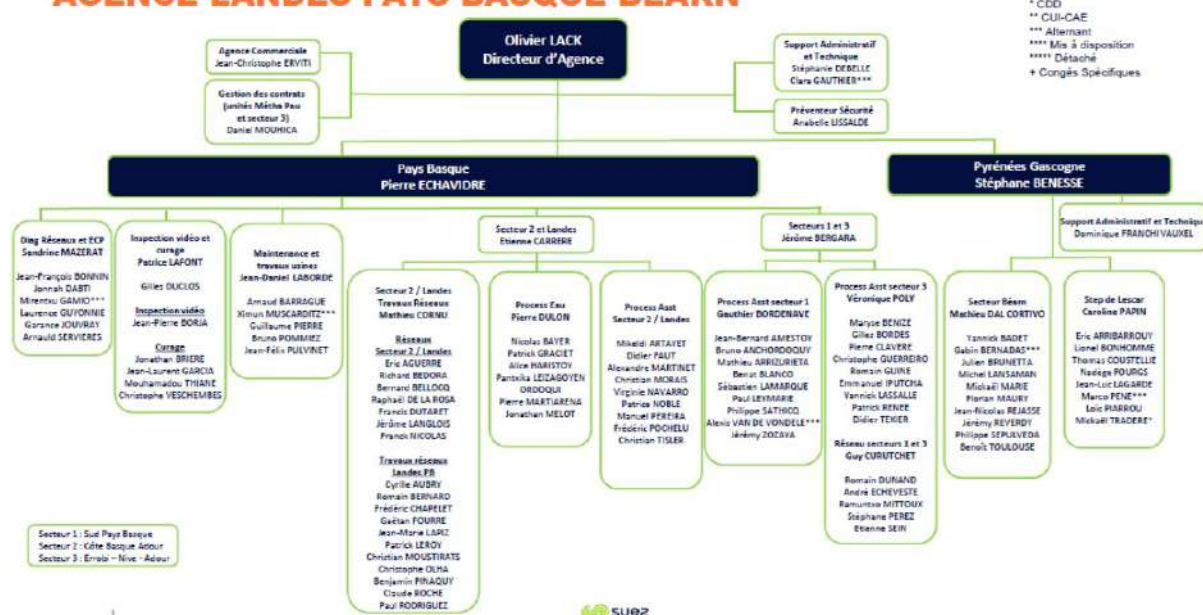 AGENCE LANDES PAYS BASQUE BEARN
* CDD
** CUI-CAE
*** Alternant
**** Mis à disposition
***** Détaché
+ Congés Spécifiques
Olivier LACK
Directeur d'Agence
Agence Commerciale
Jean-Christophe ERVITI
Gestion des contrats
(unités Métha Pau
et secteur 3)
Daniel MOUHICA
Support Administratif
et Technique
Stéphanie DEBELLE
Clara GAUTHIER***
Préventeur Sécurité
Anabelle LISSALDE
Pays Basque
Pierre ECHAVIDRE
Pyrénées Gascogne
Stéphane BENESSE
Diag Réseaux et ECP
Sandrine MAZERAT
Jean-François BONNIN
Jonnah DABTI
Mirentxu GAMIO***
Laurence GUYONNIE
Garance JOUVRAY
Arnauld SERVIERES
Inspection vidéo et
curage
Patrice LAFONT
Gilles DUCLOS
Inspection vidéo
Jean-Pierre BORJA
Curage
Jonathan BRIERE
Jean-Laurent GARCIA
Mouhamadou THIANE
Christophe VESCHEMBES
Maintenance et
travaux usines
Jean-Daniel LABORDE
Arnaud BARRAGUE
Ximun MUSCARDITZ***
Guillaume PIERRE
Bruno POMMIEZ
Jean-Félix PULVINET
Secteur 2 et Landes
Etienne CARRERE
Secteur 2 / Landes
Travaux Réseaux
Mathieu CORNU
Réseaux
Secteur 2 / Landes
Eric AGUERRE
Richard BEDORA
Bernard BELLOCQ
Raphaël DE LA ROSA
Francis DUTARET
Jérôme LANGLOIS
Franck NICOLAS
Travaux réseaux
Landes PB
Cyrille AUBRY
Romain BERNARD
Frédéric CHAPELET
Gaëtan FOURRE
Jean-Marie LAPIZ
Patrick LEROY
Christian MOUSTIRATS
Christophe OLHA
Benjamin PINAQUY
Claude ROCHE
Paul RODRIGUEZ
Process Eau
Pierre DULON
Nicolas BAYER
Patrick GRACIET
Alice HARISTOY
Pantxika LEIZAGOYEN
ORDOQUI
Pierre MARTIARENA
Jonathan MELOT
Process Asst
Secteur 2 / Landes
Mikeldi ARTAYET
Didier FAUT
Alexandre MARTINET
Christian MORAIS
Virginie NAVARRO
Patrice NOBLE
Manuel PEREIRA
Frédéric POCHELU
Christian TISLER
Secteurs 1 et 3
Jérôme BERGARA
Process Asst secteur 1
Gauthier BORDENAVE
Jean-Bernard AMESTOY
Bruno ANCHORDOQUY
Mathieu ARRIZURIETA
Benat BLANCO
Sébastien LAMARQUE
Paul LEYMARIE
Philippe SATHICQ
Alexis VAN DE VONDELE***
Jérémy ZOZAYA
Process Asst secteur 3
Véronique POLY
Maryse BENIZE
Gilles BORDES
Pierre CLAVERE
Christophe GUERREIRO
Romain GUINE
Emmanuel IPUTCHA
Yannick LASSALLE
Patrick RENEE
Didier TEXIER
Réseau secteurs 1 et 3
Guy CURUTCHET
Romain DUNAND
André ECHEVESTE
Ramuntxo MITTOUX
Stéphane PEREZ
Etienne SEIN
Support Administratif et Technique
Dominique FRANCHI VAUXEL
Secteur Béarn
Mathieu DAL CORTIVO
Yannick BADET
Gabin BERNADAS***
Julien BRUNETTA
Michel LANSAMAN
Mickaël MARIE
Florian MAURY
Jean-Nicolas REJASSE
Jérémy REVERDY
Philippe SEPULVEDA
Benoît TOULOUSE
Step de Lescar
Caroline PAPIN
Eric ARRIBARROUY
Lionel BONHOMME
Thomas COUSTELLIE
Nadège FOURGS
Jean-Luc LAGARDE
Marco PENE***
Loïc PIARROU
Mickaël TRADERE*
Secteur 1 : Sud Pays Basque
Secteur 2 : Côte Basque Adour
Secteur 3 : Errobi – Nive - Adour
suez